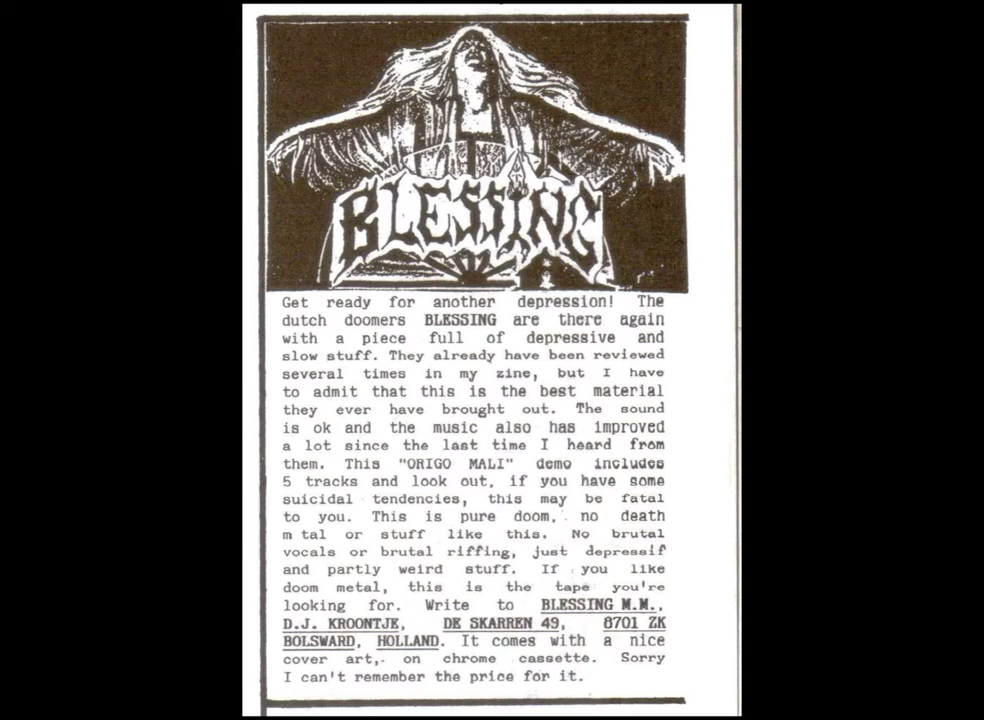 BLESSING
Get ready for another depression! The
dutch doomers BLESSING are there again
with a piece full of depressive and
slow stuff. They already have been reviewed
several times in my zine, but I have
to admit that this is the best material
they ever have brought out. The sound
is ok and the music also has improved
a lot since the last time I heard from
them. This "ORIGO MALI" demo includes
5 tracks and look out, if you have some
suicidal tendencies, this may be fatal
to you. This is pure doom, no death
m tal or stuff like this. No brutal
vocals or brutal riffing, just depressif
and partly weird stuff. If you like
doom metal, this is the tape you're
looking for. Write to BLESSING M.M.,
D.J. KROONTJE, DE SKARREN 49, 8701 ZK
BOLSWARD, HOLLAND. It comes with a nice
cover art, on chrome cassette. Sorry
I can't remember the price for it.